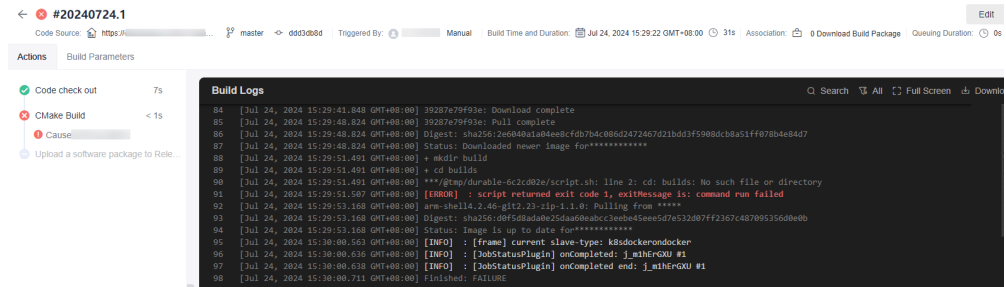 #20240724.1
Edit
Code Source: https:// ... master ddd3db8d Triggered By: Manual Build Time and Duration: Jul 24, 2024 15:29:22 GMT+08:00 31s Association: 0 Download Build Package Queuing Duration: 0s
Actions Build Parameters
Code check out 7s
CMake Build < 1s
Cause
Upload a software package to Rele...
Build Logs Search All Full Screen Downlo
84 [Jul 24, 2024 15:29:41.848 GMT+08:00] 39287e79f93e: Download complete
85 [Jul 24, 2024 15:29:48.824 GMT+08:00] 39287e79f93e: Pull complete
86 [Jul 24, 2024 15:29:48.824 GMT+08:00] Digest: sha256:2e6040a1a04ee8cfdb7b4c086d2472467d21bdd3f5908dcb8a51ff078b4e84d7
87 [Jul 24, 2024 15:29:48.824 GMT+08:00] Status: Downloaded newer image for************
88 [Jul 24, 2024 15:29:51.491 GMT+08:00] + mkdir build
89 [Jul 24, 2024 15:29:51.491 GMT+08:00] + cd builds
90 [Jul 24, 2024 15:29:51.491 GMT+08:00] ***/@tmp/durable-6c2cd02e/script.sh: line 2: cd: builds: No such file or directory
91 [Jul 24, 2024 15:29:51.507 GMT+08:00] [ERROR] : script returned exit code 1, exitMessage is: command run failed
92 [Jul 24, 2024 15:29:53.168 GMT+08:00] arm-shell4.2.46-git2.23-zip-1.1.0: Pulling from *****
93 [Jul 24, 2024 15:29:53.168 GMT+08:00] Digest: sha256:d0f5d8ada0e25daa60eabcc3eebe45eee5d7e532d07ff2367c487095356d0e0b
94 [Jul 24, 2024 15:29:53.168 GMT+08:00] Status: Image is up to date for************
95 [Jul 24, 2024 15:30:00.563 GMT+08:00] [INFO] : [frame] current slave-type: k8sdockerondocker
96 [Jul 24, 2024 15:30:00.636 GMT+08:00] [INFO] : [JobStatusPlugin] onCompleted: j_m1hErGXU #1
97 [Jul 24, 2024 15:30:00.638 GMT+08:00] [INFO] : [JobStatusPlugin] onCompleted end: j_m1hErGXU #1
98 [Jul 24, 2024 15:30:00.711 GMT+08:00] Finished: FAILURE